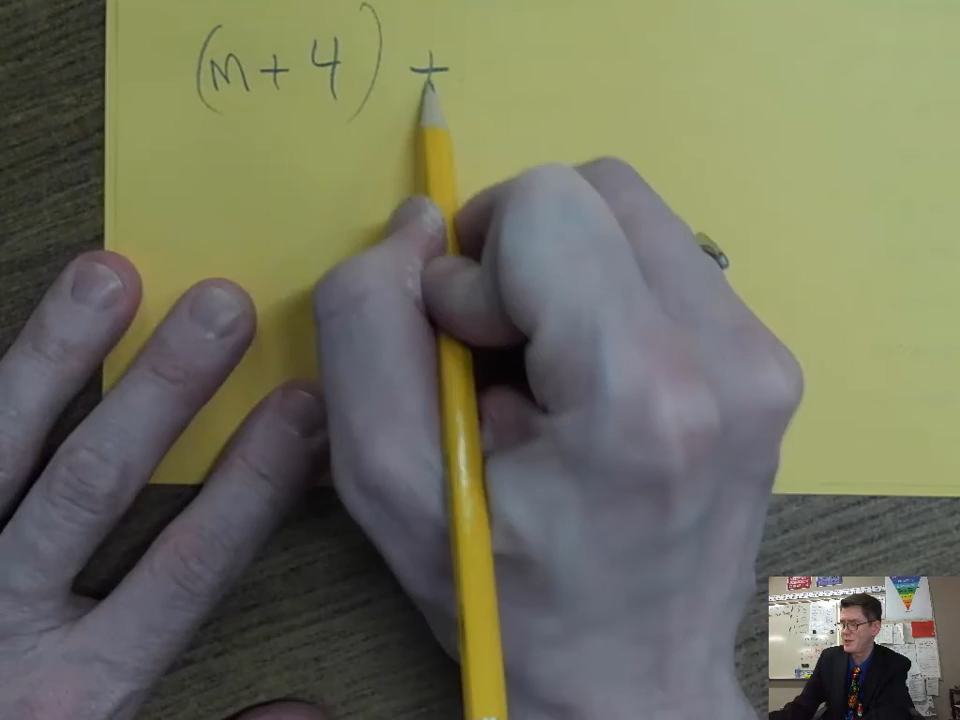 (m + 4) +